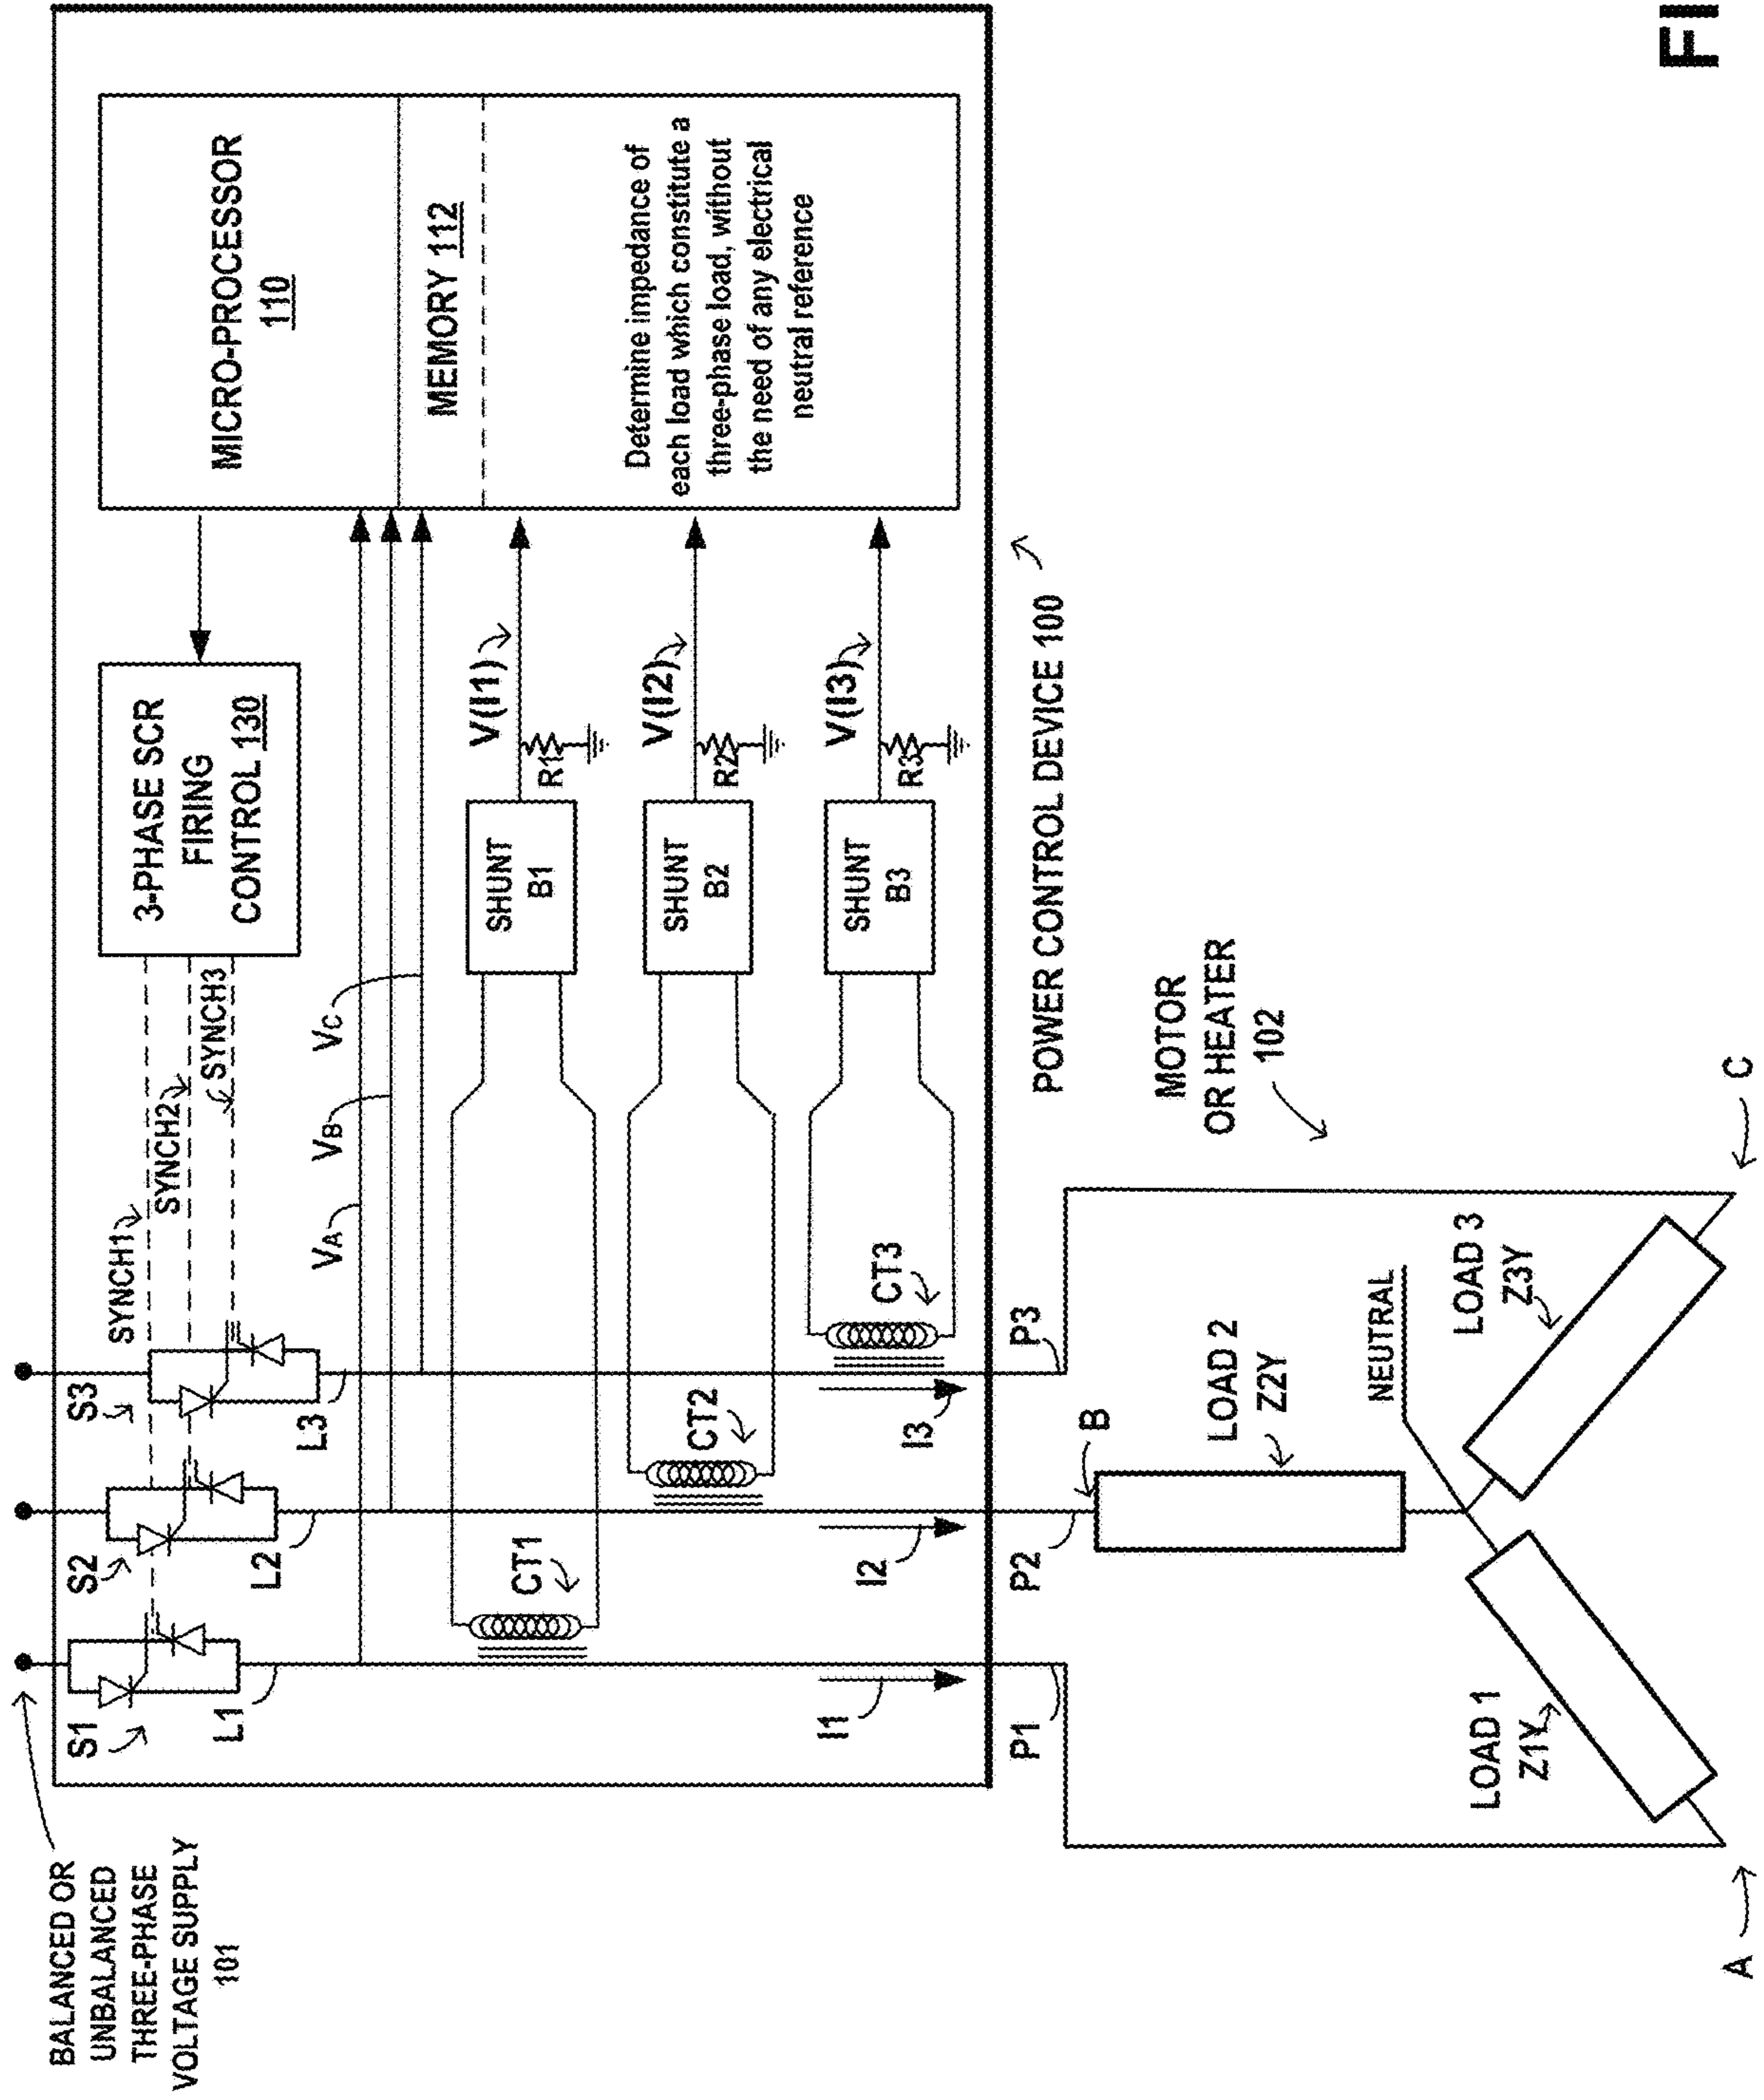 BALANCED OR
UNBALANCED
THREE-PHASE
VOLTAGE SUPPLY
101
S1
S2
S3
SYNCH1
SYNCH2
SYNCH3
3-PHASE SCR
FIRING
CONTROL 130
MICRO-PROCESSOR
110
L1
L2
L3
VA
VB
VC
MEMORY 112
CT1
CT2
CT3
SHUNT
B1
R1
V(I1)
SHUNT
B2
R2
V(I2)
SHUNT
B3
R3
V(I3)
Determine impedance of
each load which constitute a
three-phase load, without
the need of any electrical
neutral reference
I1
I2
I3
P1
P2
P3
POWER CONTROL DEVICE 100
B
MOTOR
OR HEATER
102
LOAD 2
Z2Y
NEUTRAL
LOAD 1
Z1Y
LOAD 3
Z3Y
A
C